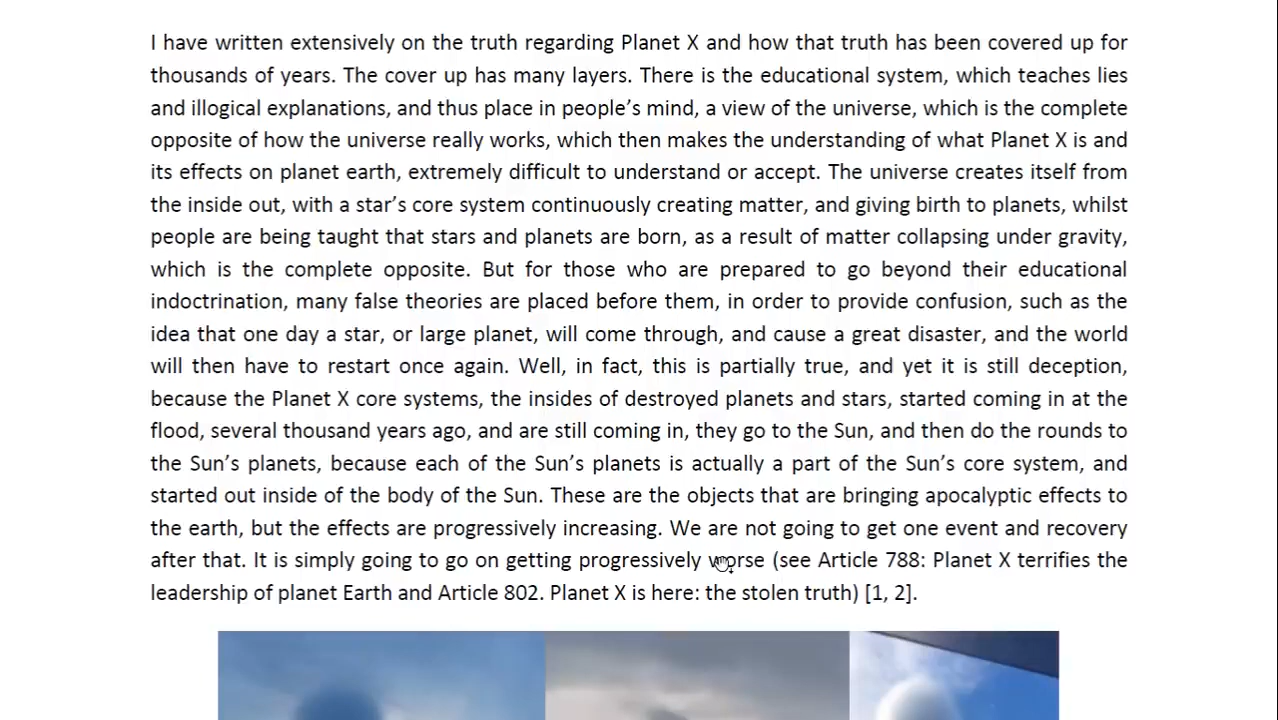 I have written extensively on the truth regarding Planet X and how that truth has been covered up for
thousands of years. The cover up has many layers. There is the educational system, which teaches lies
and illogical explanations, and thus place in people’s mind, a view of the universe, which is the complete
opposite of how the universe really works, which then makes the understanding of what Planet X is and
its effects on planet earth, extremely difficult to understand or accept. The universe creates itself from
the inside out, with a star’s core system continuously creating matter, and giving birth to planets, whilst
people are being taught that stars and planets are born, as a result of matter collapsing under gravity,
which is the complete opposite. But for those who are prepared to go beyond their educational
indoctrination, many false theories are placed before them, in order to provide confusion, such as the
idea that one day a star, or large planet, will come through, and cause a great disaster, and the world
will then have to restart once again. Well, in fact, this is partially true, and yet it is still deception,
because the Planet X core systems, the insides of destroyed planets and stars, started coming in at the
flood, several thousand years ago, and are still coming in, they go to the Sun, and then do the rounds to
the Sun’s planets, because each of the Sun’s planets is actually a part of the Sun’s core system, and
started out inside of the body of the Sun. These are the objects that are bringing apocalyptic effects to
the earth, but the effects are progressively increasing. We are not going to get one event and recovery
after that. It is simply going to go on getting progressively worse (see Article 788: Planet X terrifies the
leadership of planet Earth and Article 802. Planet X is here: the stolen truth) [1, 2].